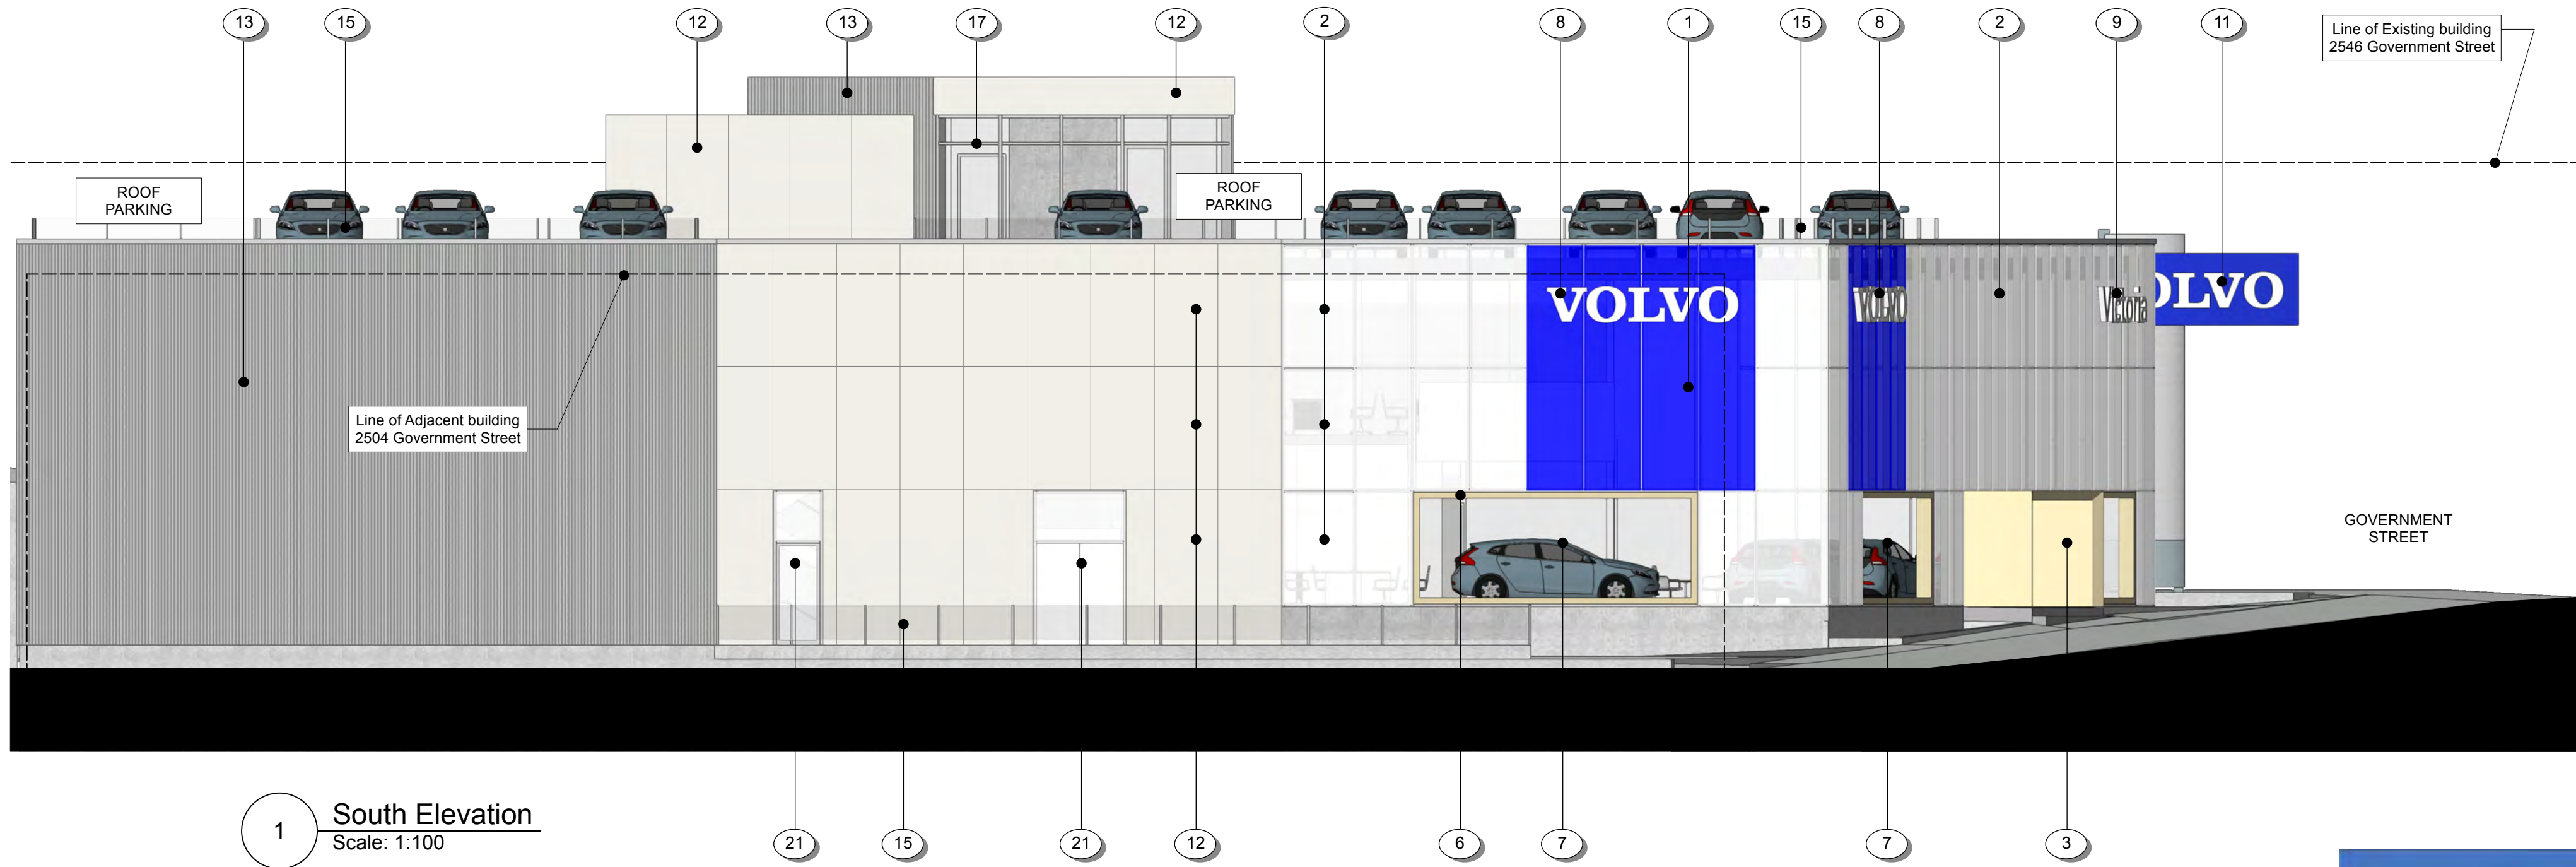 13 15 12 13 17 12 2 8 1 15 8 2 9 11
Line of Existing building
2546 Government Street
ROOF
PARKING
ROOF
PARKING
VOLVO
VOLVO
Victoria
OLVO
Line of Adjacent building
2504 Government Street
GOVERNMENT
STREET
1
South Elevation
Scale: 1:100
21 15 21 12 6 7 7 3